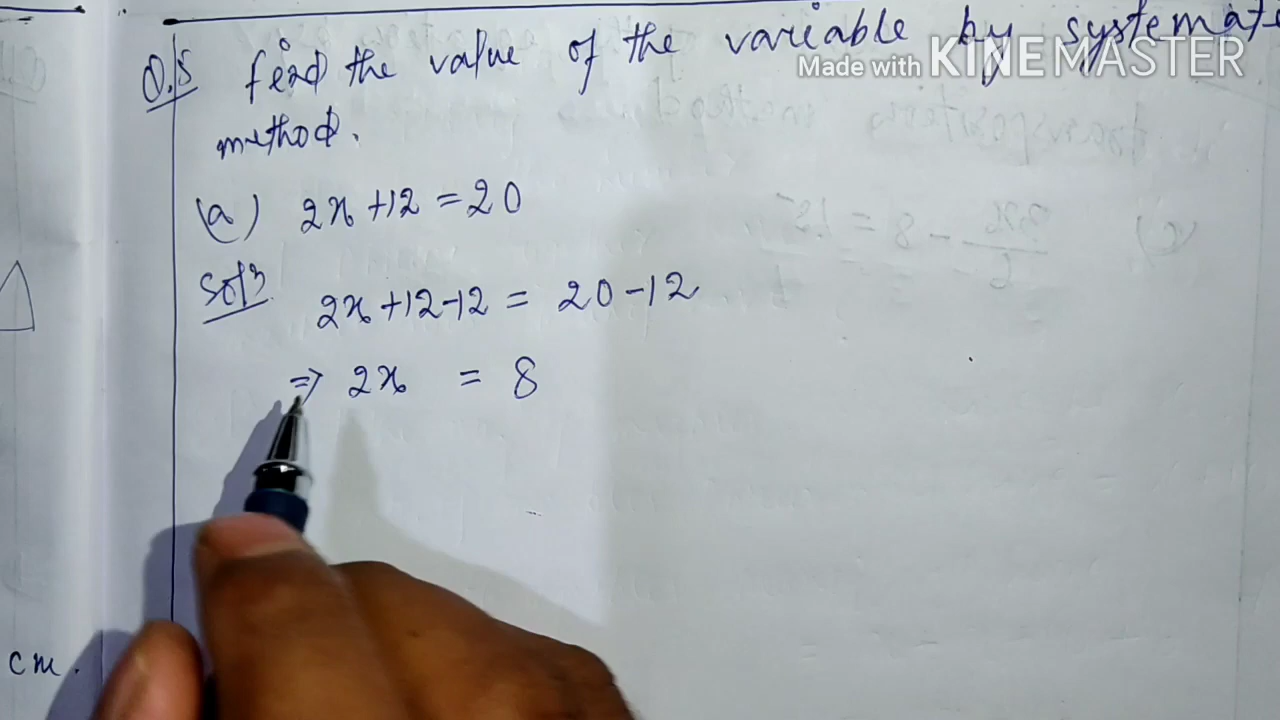 Q.5 find the value of the variable by systemat
Made with KINEMASTER
method.
(a) 2x + 12 = 20
Sol?
2x + 12 - 12 = 20 - 12
⇒ 2x = 8
cm.